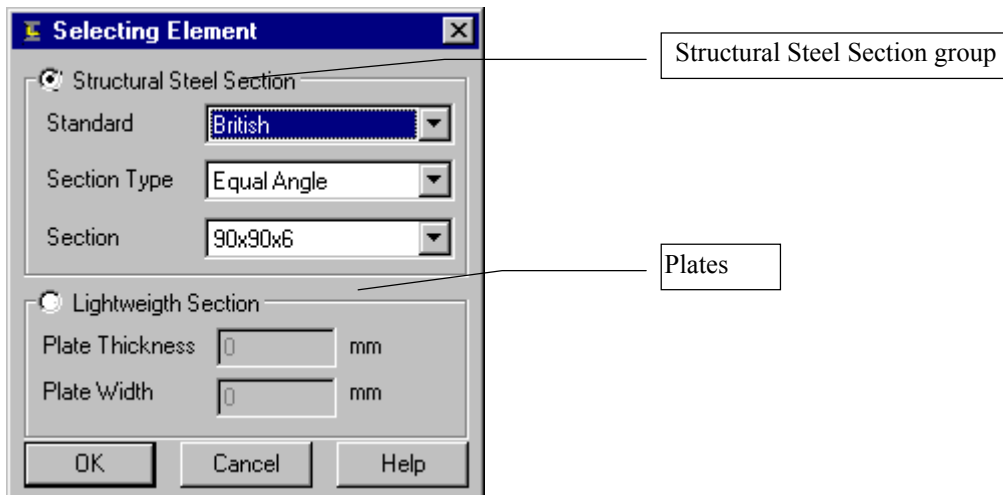 Selecting Element
Structural Steel Section group
Structural Steel Section
Standard British
Section Type Equal Angle
Section 90x90x6
Plates
Lightweigth Section
Plate Thickness 0 mm
Plate Width 0 mm
OK Cancel Help